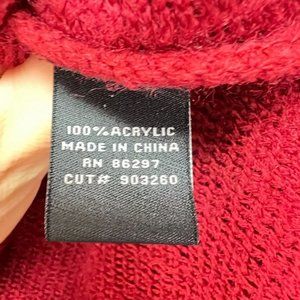 100% ACRYLIC
MADE IN CHINA
RN 86297
CUT# 903260